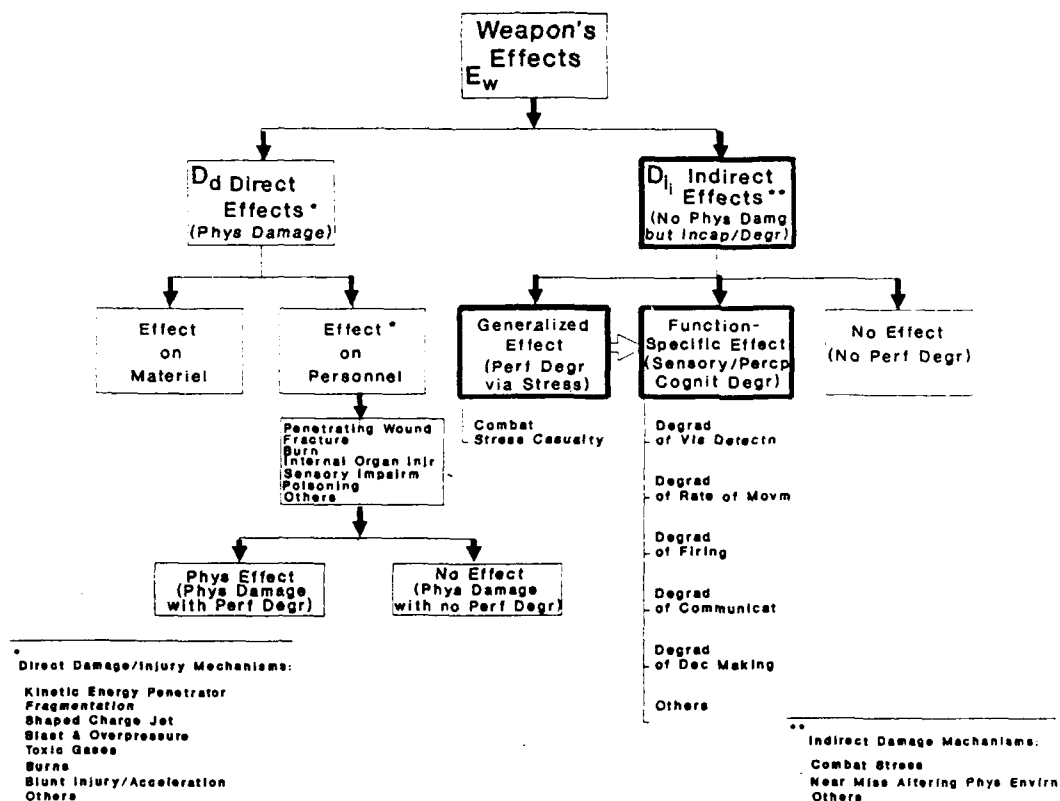 Weapon's
Effects
E_w
D_d Direct
Effects *
(Phys Damage)
D_I_i Indirect
Effects **
(No Phys Damg
but Incap/Degr)
Effect
on
Materiel
Effect *
on
Personnel
Generalized
Effect
(Perf Degr
via Stress)
Function-
Specific Effect
(Sensory/Percp
Cognit Degr)
No Effect
(No Perf Degr)
Penetrating Wound
Fracture
Burn
Internal Organ Injr
Sensory Impairm
Poisoning
Others
Combat
Stress Casualty
Degrad
of Vis Detectn
Degrad
of Rate of Movm
Degrad
of Firing
Degrad
of Communicat
Degrad
of Dec Making
Others
Phys Effect
(Phys Damage
with Perf Degr)
No Effect
(Phys Damage
with no Perf Degr)
*
Direct Damage/Injury Mechanisms:
Kinetic Energy Penetrator
Fragmentation
Shaped Charge Jet
Blast & Overpressure
Toxic Gases
Burns
Blunt Injury/Acceleration
Others
**
Indirect Damage Machanisms:
Combat Stress
Near Miss Altering Phys Envirn
Others